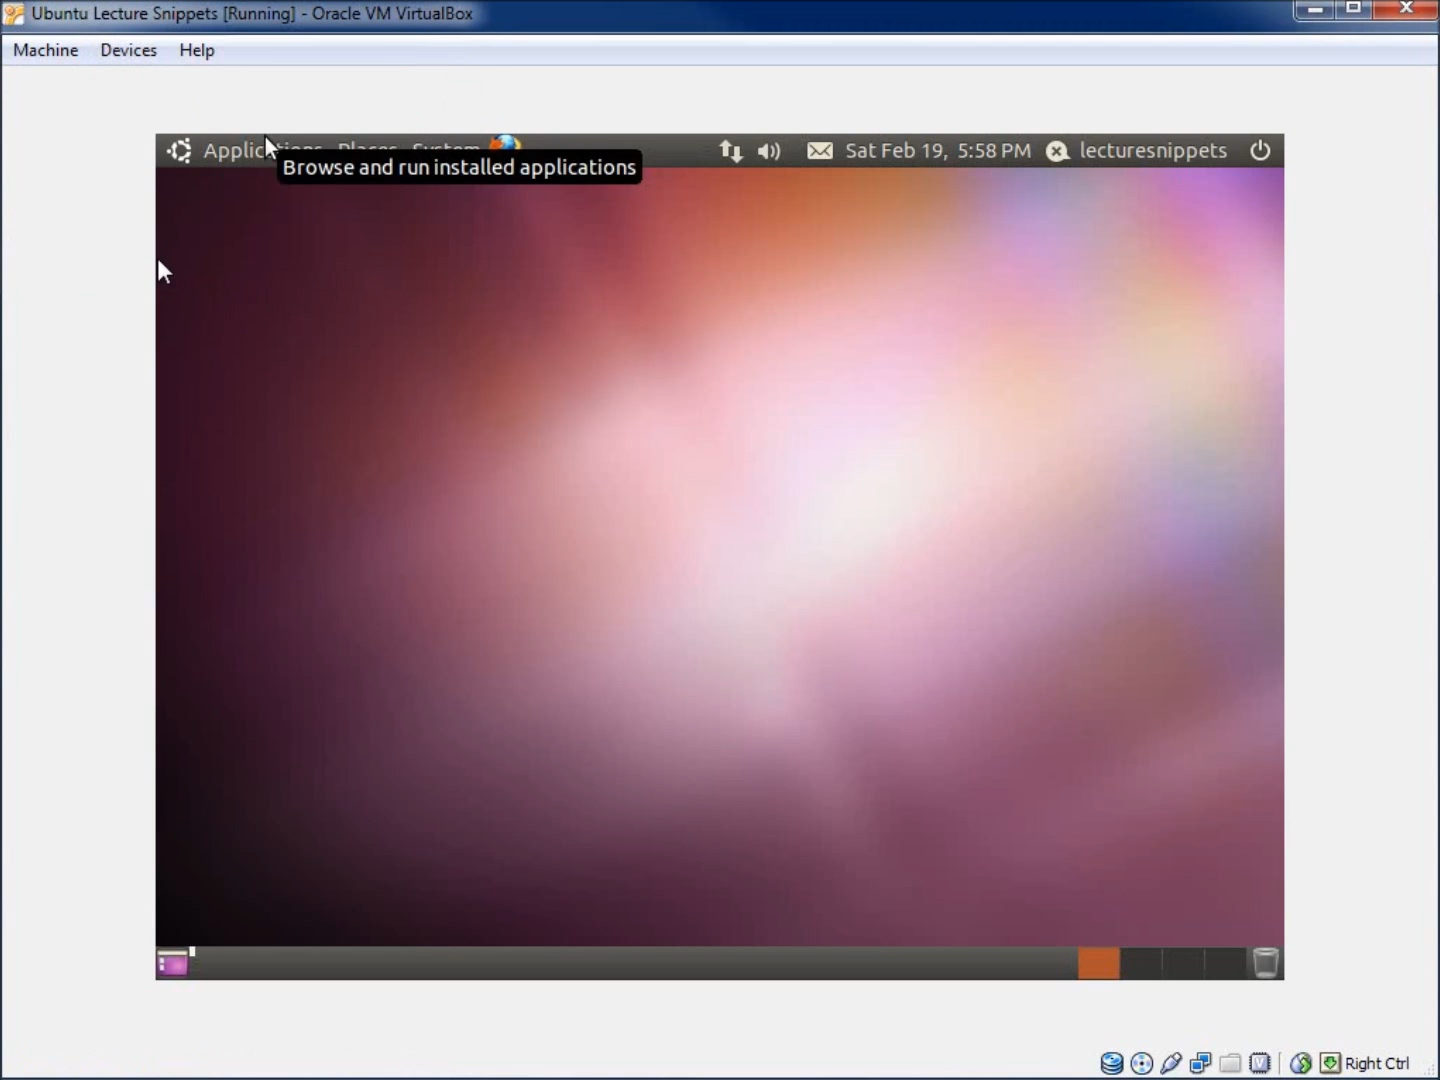 Ubuntu Lecture Snippets [Running] - Oracle VM VirtualBox
Machine Devices Help
Sat Feb 19, 5:58 PM lecturesnippets
Browse and run installed applications
Right Ctrl